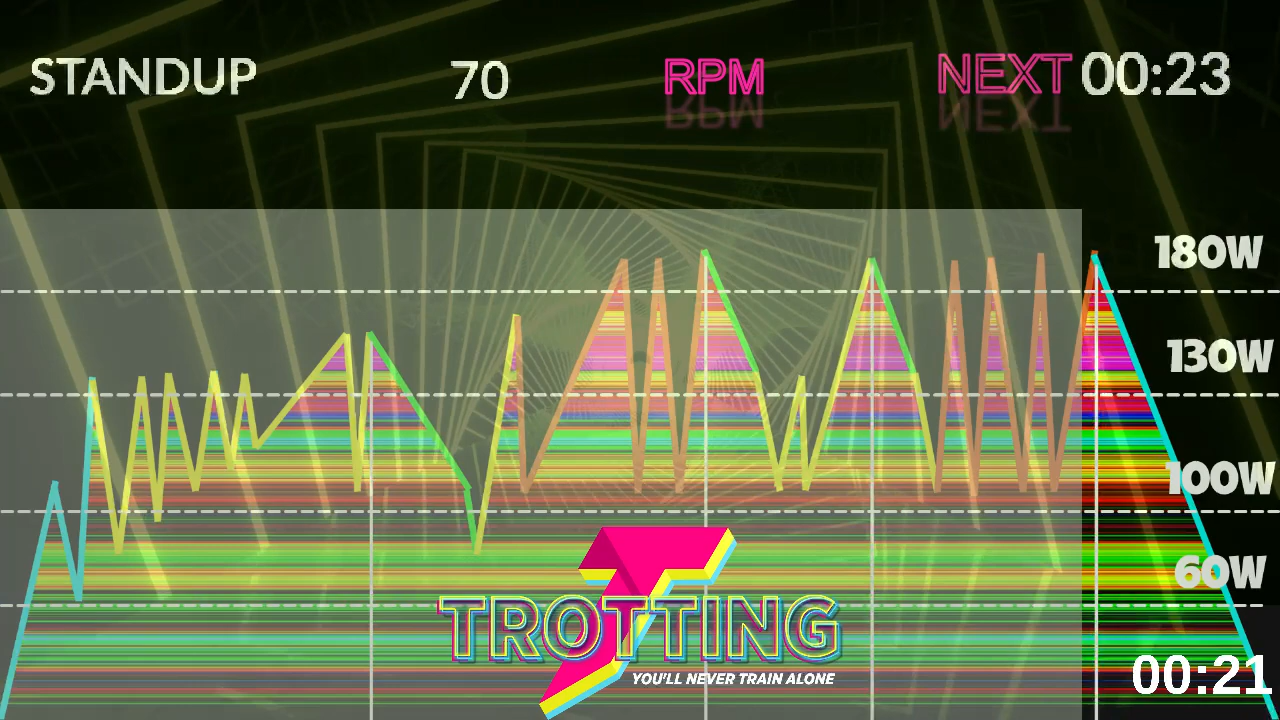 STANDUP 70 RPM NEXT 00:23
180W
130W
100W
60W
TROTTING
YOU'LL NEVER TRAIN ALONE
00:21